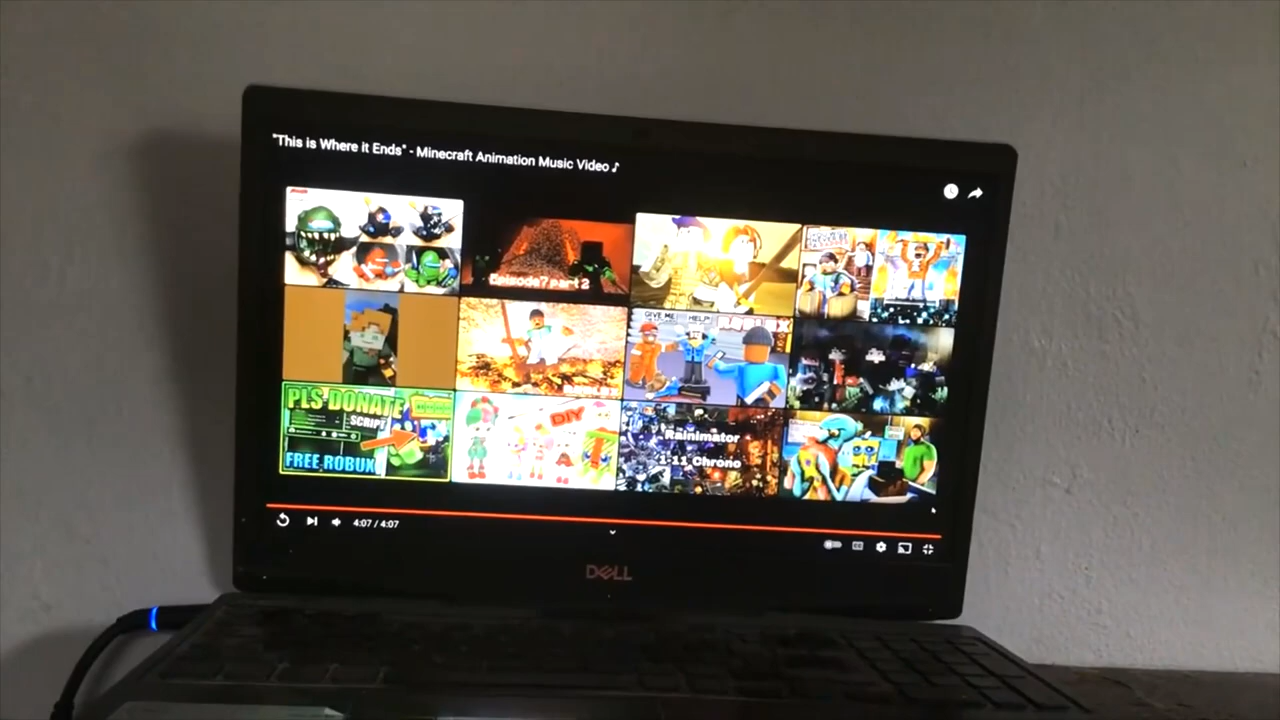 "This is Where it Ends" - Minecraft Animation Music Video ♪
Episode7 part 2
GIVE ME
HELP!
ROBLOX
PLS DONATE
SCRIPT
FREE ROBUX
DIY
Rainimator
1-11 Chrono
4:07 / 4:07
DELL